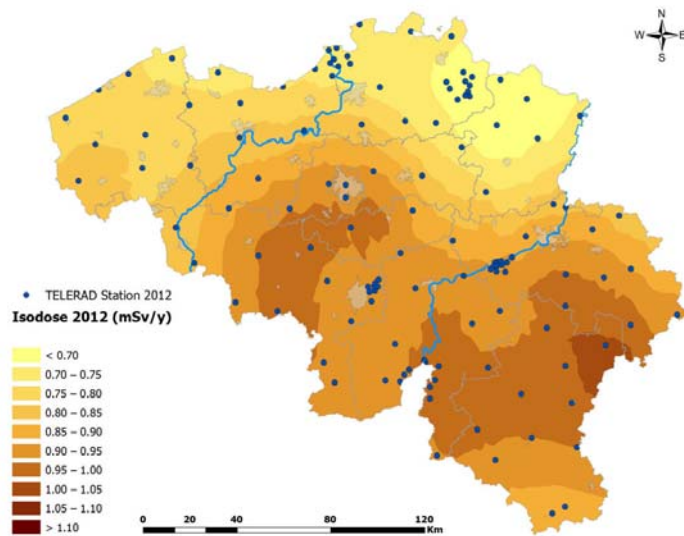 N
W E
S
TELERAD Station 2012
Isodose 2012 (mSv/y)
< 0.70
0.70 – 0.75
0.75 – 0.80
0.80 – 0.85
0.85 – 0.90
0.90 – 0.95
0.95 – 1.00
1.00 – 1.05
1.05 – 1.10
> 1.10
0 20 40 80 120
Km